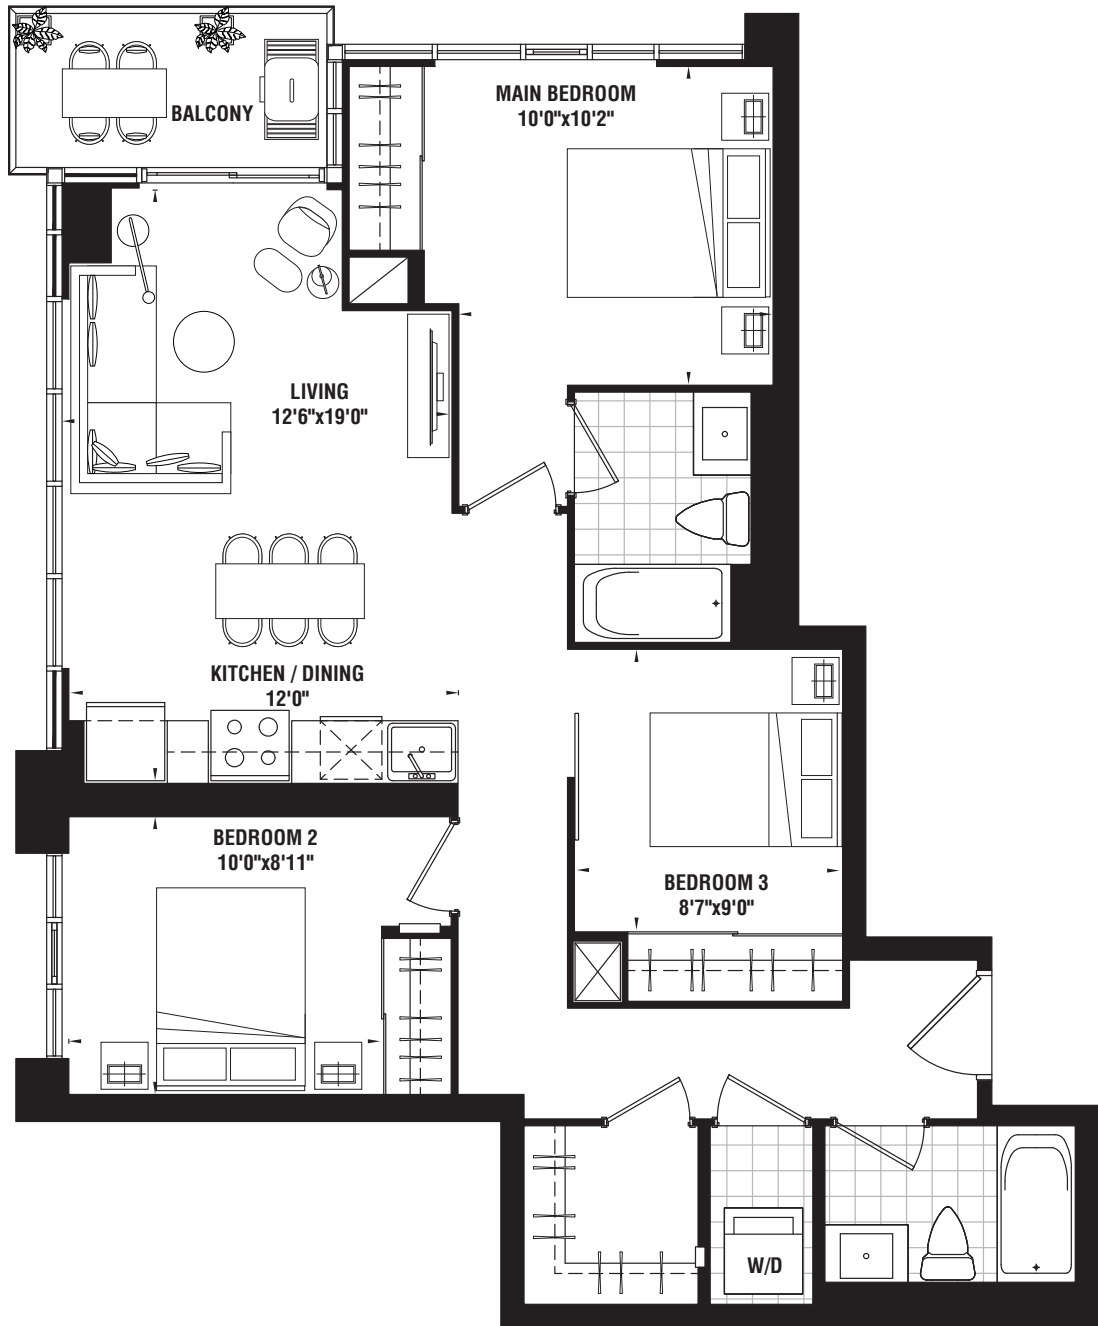 BALCONY
MAIN BEDROOM
10'0"x10'2"
LIVING
12'6"x19'0"
KITCHEN / DINING
12'0"
BEDROOM 2
10'0"x8'11"
BEDROOM 3
8'7"x9'0"
W/D